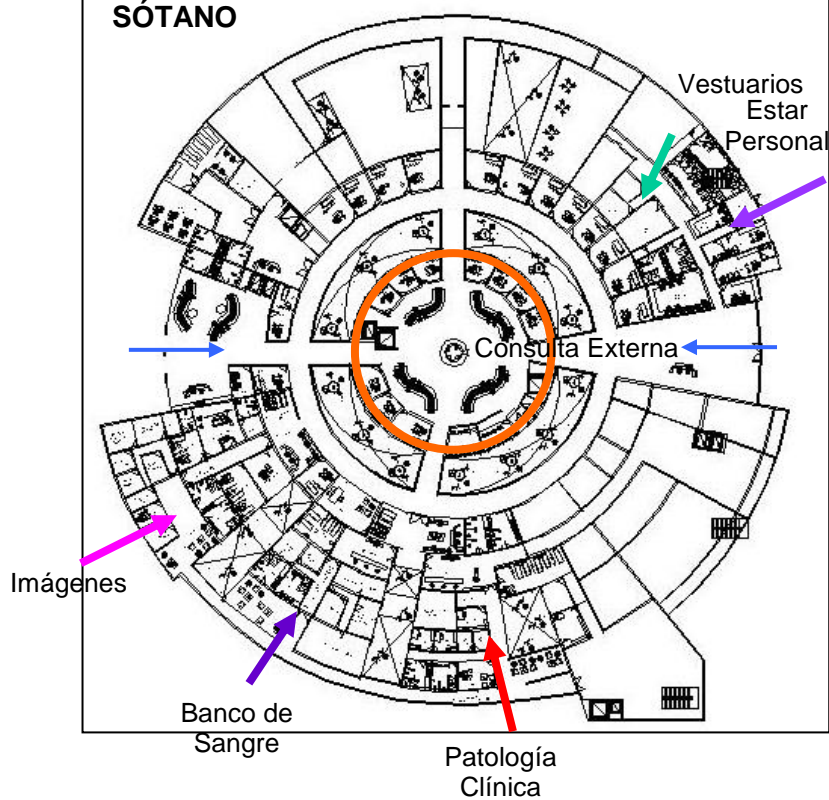 SÓTANO
Vestuarios
Estar
Personal
Consulta Externa
Imágenes
Banco de
Sangre
Patología
Clínica